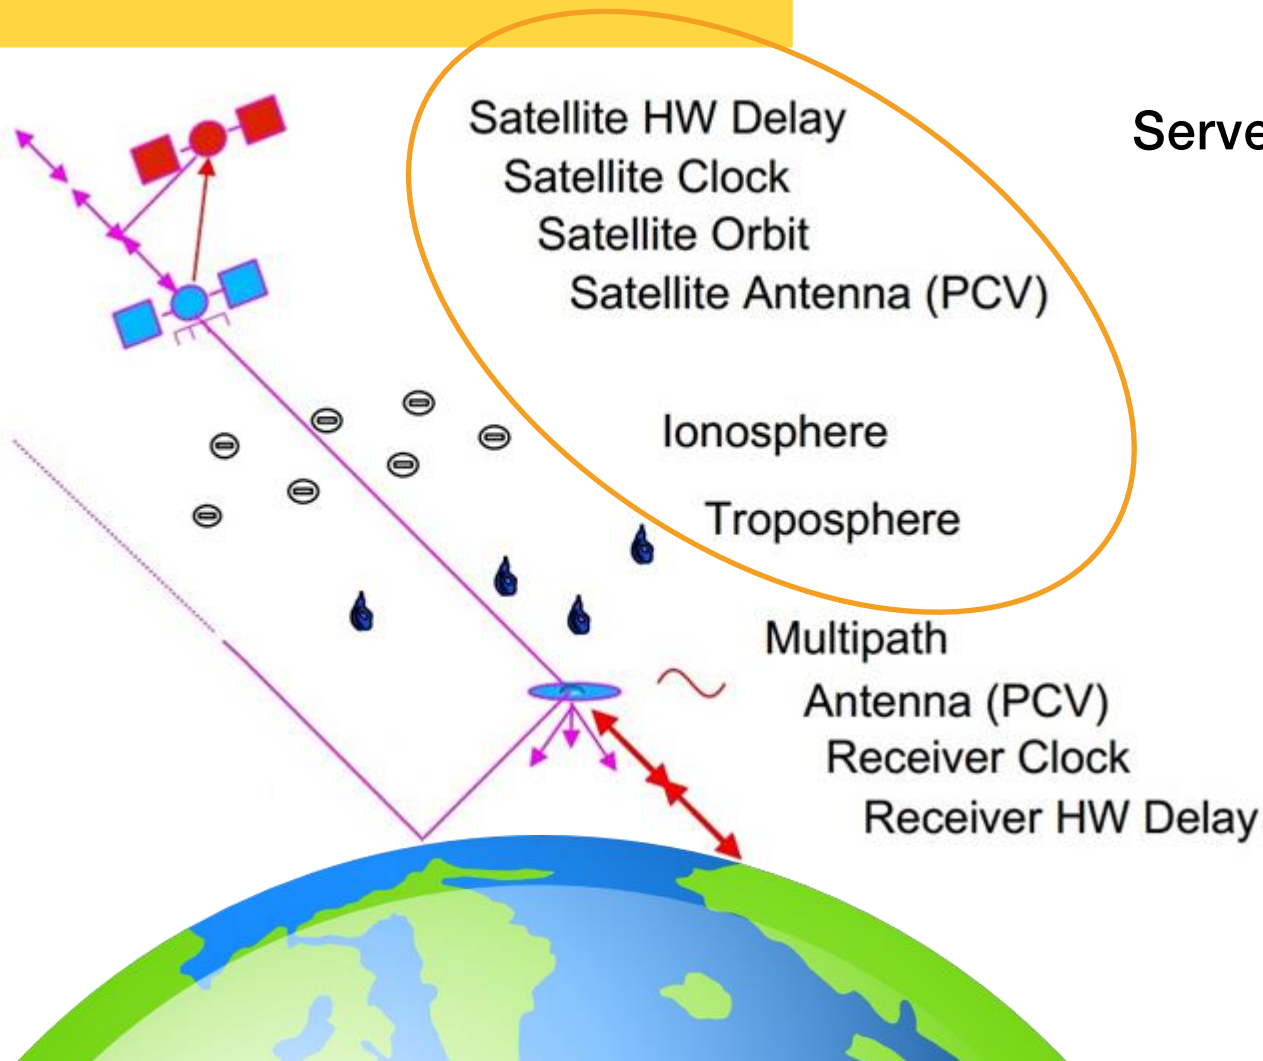 Satellite HW Delay
Serve
Satellite Clock
Satellite Orbit
Satellite Antenna (PCV)
Ionosphere
Troposphere
Multipath
Antenna (PCV)
Receiver Clock
Receiver HW Delay